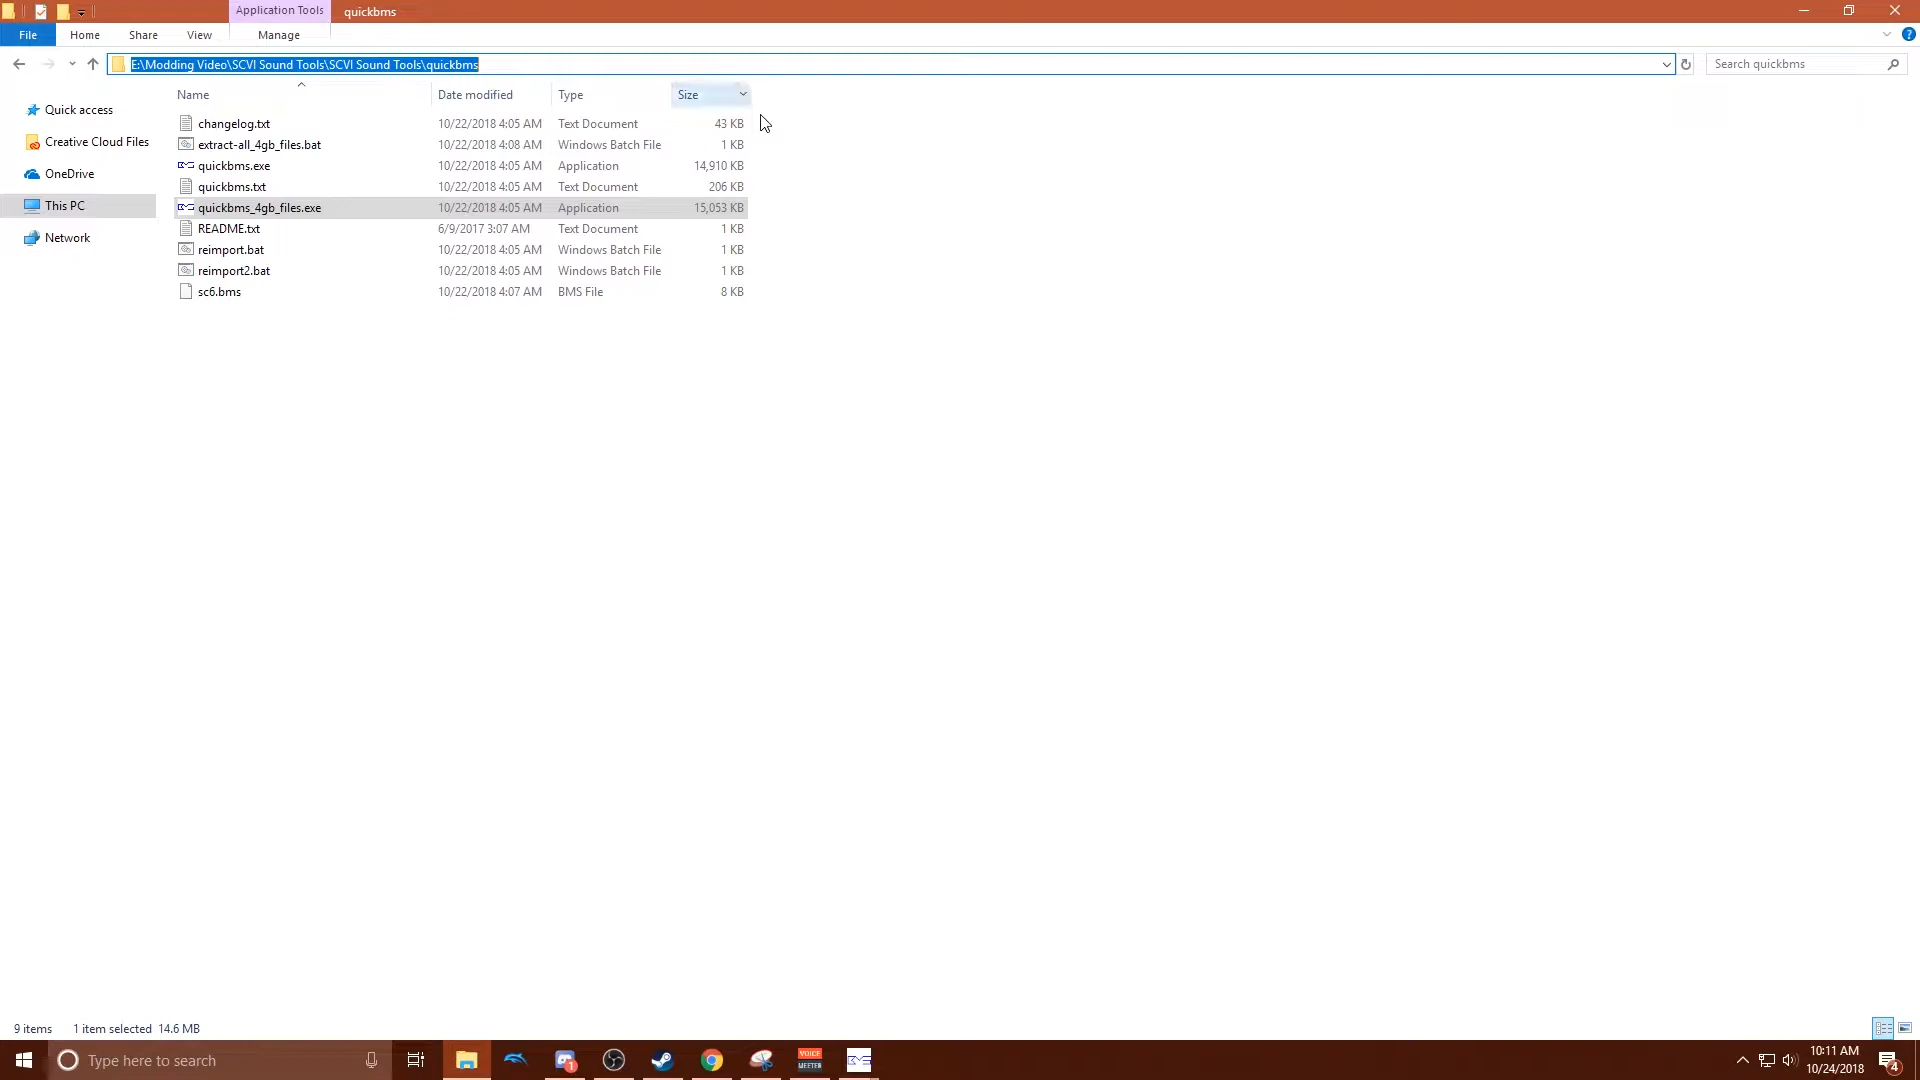 Application Tools quickbms
File Home Share View Manage
E:\Modding Video\SCVI Sound Tools\SCVI Sound Tools\quickbms Search quickbms
Name Date modified Type Size
Quick access
Creative Cloud Files
OneDrive
This PC
Network
changelog.txt 10/22/2018 4:05 AM Text Document 43 KB
extract-all_4gb_files.bat 10/22/2018 4:08 AM Windows Batch File 1 KB
quickbms.exe 10/22/2018 4:05 AM Application 14,910 KB
quickbms.txt 10/22/2018 4:05 AM Text Document 206 KB
quickbms_4gb_files.exe 10/22/2018 4:05 AM Application 15,053 KB
README.txt 6/9/2017 3:07 AM Text Document 1 KB
reimport.bat 10/22/2018 4:05 AM Windows Batch File 1 KB
reimport2.bat 10/22/2018 4:05 AM Windows Batch File 1 KB
sc6.bms 10/22/2018 4:07 AM BMS File 8 KB
9 items 1 item selected 14.6 MB
Type here to search
1
VOICE
MEETER
10:11 AM
10/24/2018
4